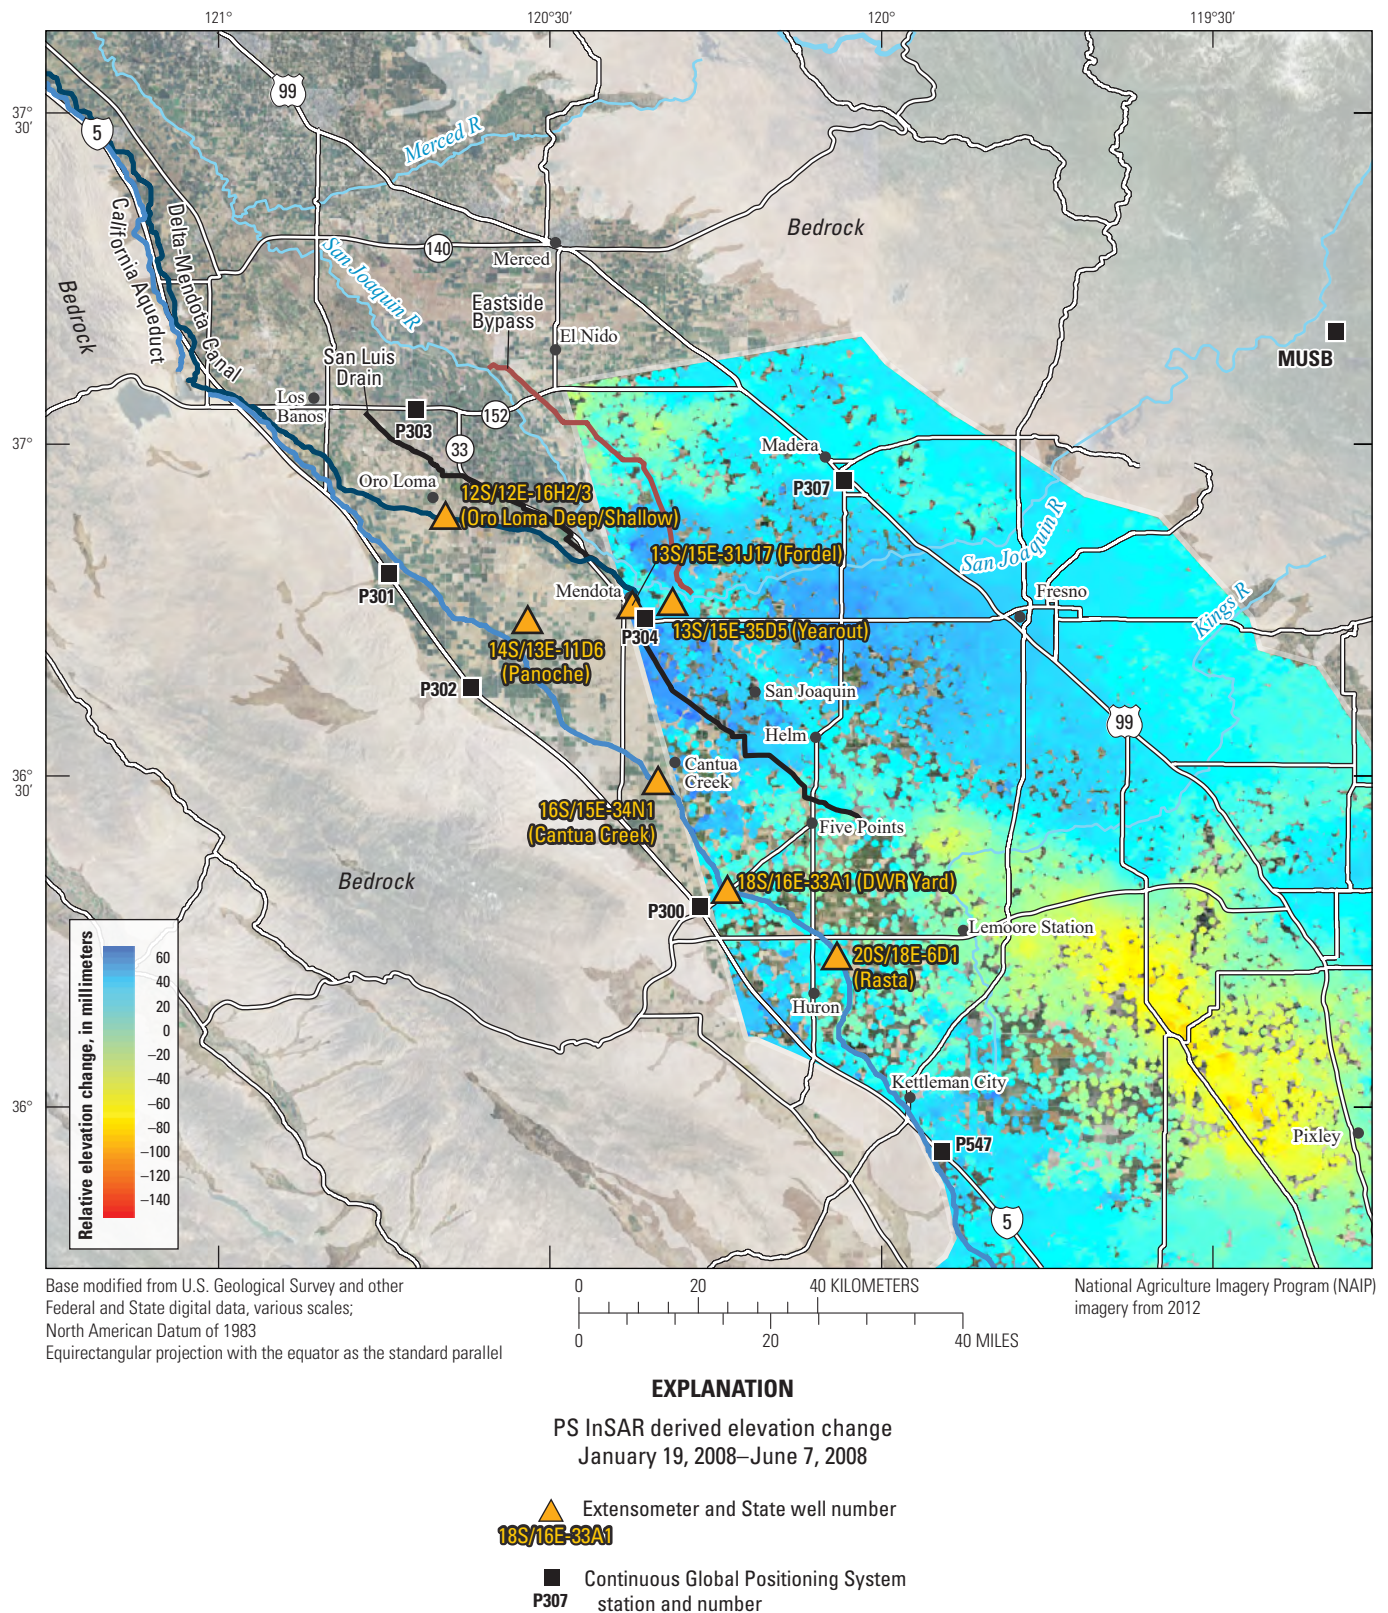 121°
120°30'
120°
119°30'
37°
30'
99
5
Merced R
Bedrock
140
Merced
San Joaquin R
Delta-Mendota Canal
California Aqueduct
Bedrock
Eastside
Bypass
El Nido
MUSB
San Luis
Drain
Los
Banos
P303
152
33
37°
Madera
P307
Oro Loma
12S/12E-16H2/3
(Oro Loma Deep/Shallow)
San Joaquin R
13S/15E-31J17 (Fordel)
P301
Mendota
Fresno
Kings R
P304
13S/15E-35D5 (Yearout)
14S/13E-11D6
(Panoche)
P302
San Joaquin
Helm
99
36°
30'
Cantua
Creek
16S/15E-34N1
(Cantua Creek)
Five Points
Bedrock
18S/16E-33A1 (DWR Yard)
P300
Lemoore Station
20S/18E-6D1
(Rasta)
Huron
Relative elevation change, in millimeters
60
40
20
0
–20
–40
–60
–80
–100
–120
–140
Kettleman City
36°
Pixley
P547
5
Base modified from U.S. Geological Survey and other
Federal and State digital data, various scales;
North American Datum of 1983
Equirectangular projection with the equator as the standard parallel
0 20 40 KILOMETERS
0 20 40 MILES
National Agriculture Imagery Program (NAIP)
imagery from 2012
EXPLANATION
PS InSAR derived elevation change
January 19, 2008–June 7, 2008
Extensometer and State well number
18S/16E-33A1
Continuous Global Positioning System
station and number
P307